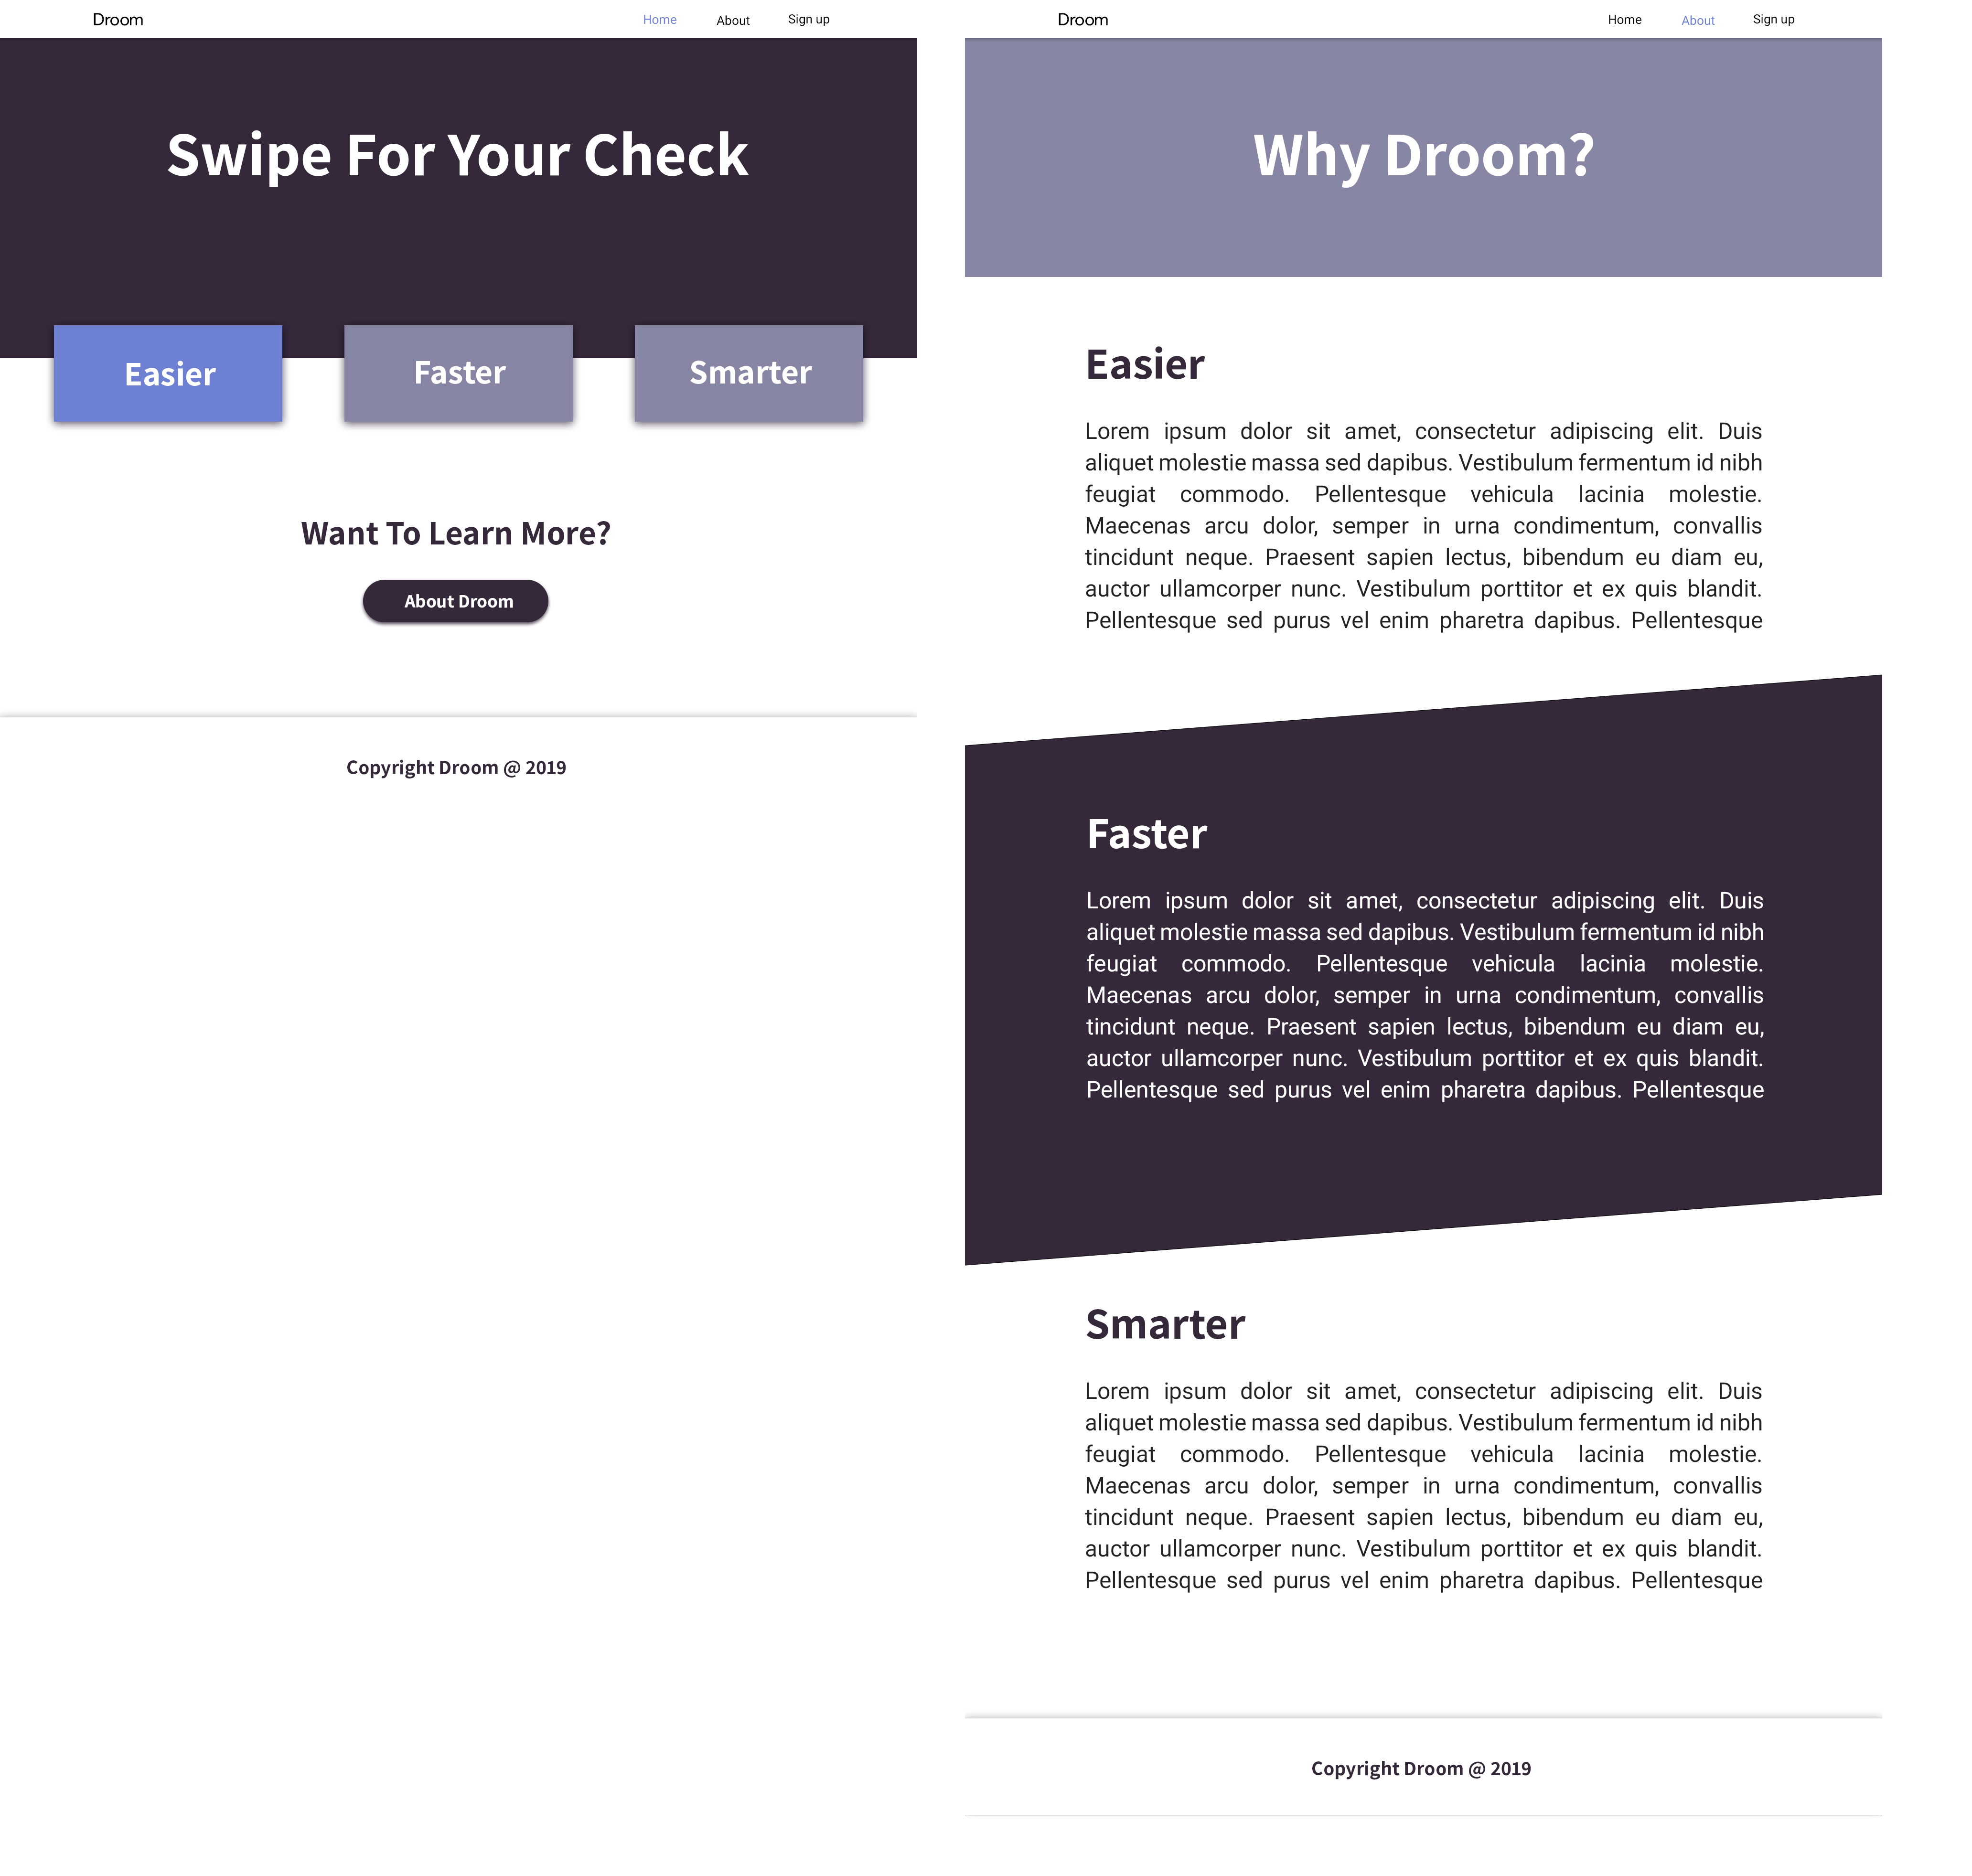 Droom
Home
About
Sign up
Swipe For Your Check
Easier
Faster
Smarter
Want To Learn More?
About Droom
Copyright Droom @ 2019
Droom
Home
About
Sign up
Why Droom?
Easier
Lorem ipsum dolor sit amet, consectetur adipiscing elit. Duis
aliquet molestie massa sed dapibus. Vestibulum fermentum id nibh
feugiat commodo. Pellentesque vehicula lacinia molestie.
Maecenas arcu dolor, semper in urna condimentum, convallis
tincidunt neque. Praesent sapien lectus, bibendum eu diam eu,
auctor ullamcorper nunc. Vestibulum porttitor et ex quis blandit.
Pellentesque sed purus vel enim pharetra dapibus. Pellentesque
Faster
Lorem ipsum dolor sit amet, consectetur adipiscing elit. Duis
aliquet molestie massa sed dapibus. Vestibulum fermentum id nibh
feugiat commodo. Pellentesque vehicula lacinia molestie.
Maecenas arcu dolor, semper in urna condimentum, convallis
tincidunt neque. Praesent sapien lectus, bibendum eu diam eu,
auctor ullamcorper nunc. Vestibulum porttitor et ex quis blandit.
Pellentesque sed purus vel enim pharetra dapibus. Pellentesque
Smarter
Lorem ipsum dolor sit amet, consectetur adipiscing elit. Duis
aliquet molestie massa sed dapibus. Vestibulum fermentum id nibh
feugiat commodo. Pellentesque vehicula lacinia molestie.
Maecenas arcu dolor, semper in urna condimentum, convallis
tincidunt neque. Praesent sapien lectus, bibendum eu diam eu,
auctor ullamcorper nunc. Vestibulum porttitor et ex quis blandit.
Pellentesque sed purus vel enim pharetra dapibus. Pellentesque
Copyright Droom @ 2019